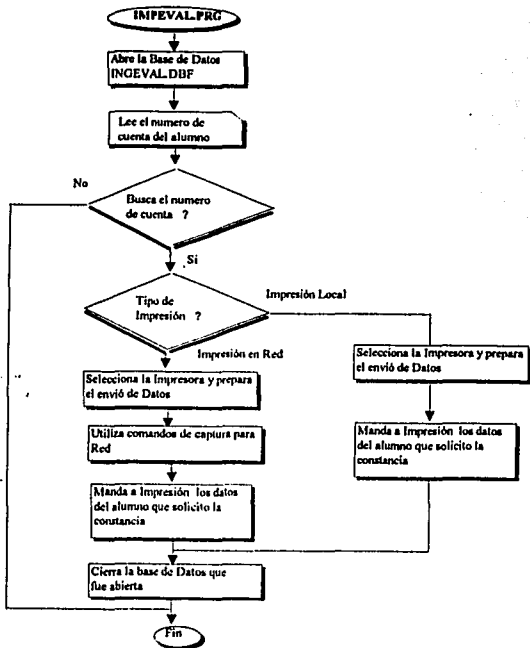 IMPEVAL.PRG
Abre la Base de Datos
INGEVAL.DBF
Lee el numero de
cuenta del alumno
No
Busca el numero
de cuenta ?
Si
Tipo de
Impresión ?
Impresión Local
Impresión en Red
Selecciona la Impresora y prepara
el envió de Datos
Selecciona la Impresora y prepara
el envió de Datos
Utiliza comandos de captura para
Red
Manda a Impresión los datos
del alumno que solicito la
constancia
Manda a Impresión los datos
del alumno que solicito la
constancia
Cierra la base de Datos que
fue abierta
Fin